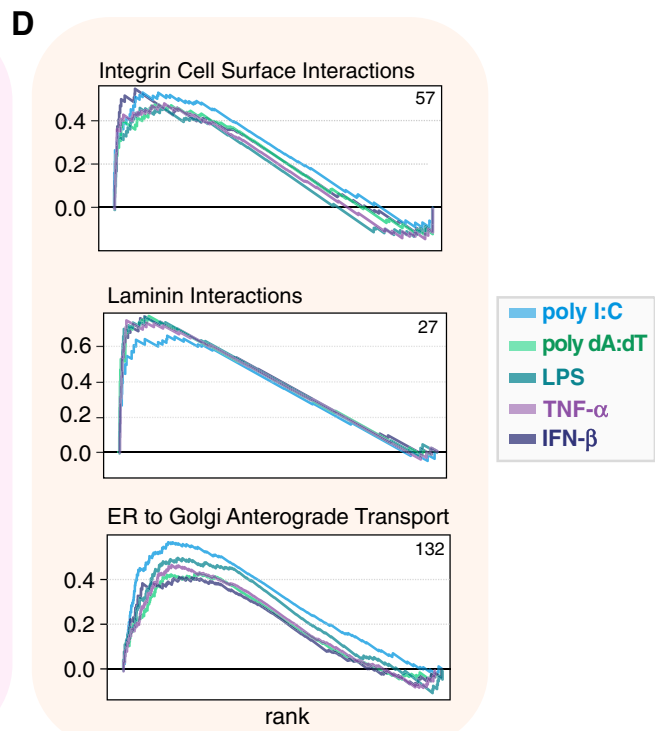 D
Integrin Cell Surface Interactions
57
0.4
0.2
0.0
Laminin Interactions
27
0.6
0.4
0.2
0.0
ER to Golgi Anterograde Transport
132
0.4
0.2
0.0
rank
poly I:C
poly dA:dT
LPS
TNF-α
IFN-β